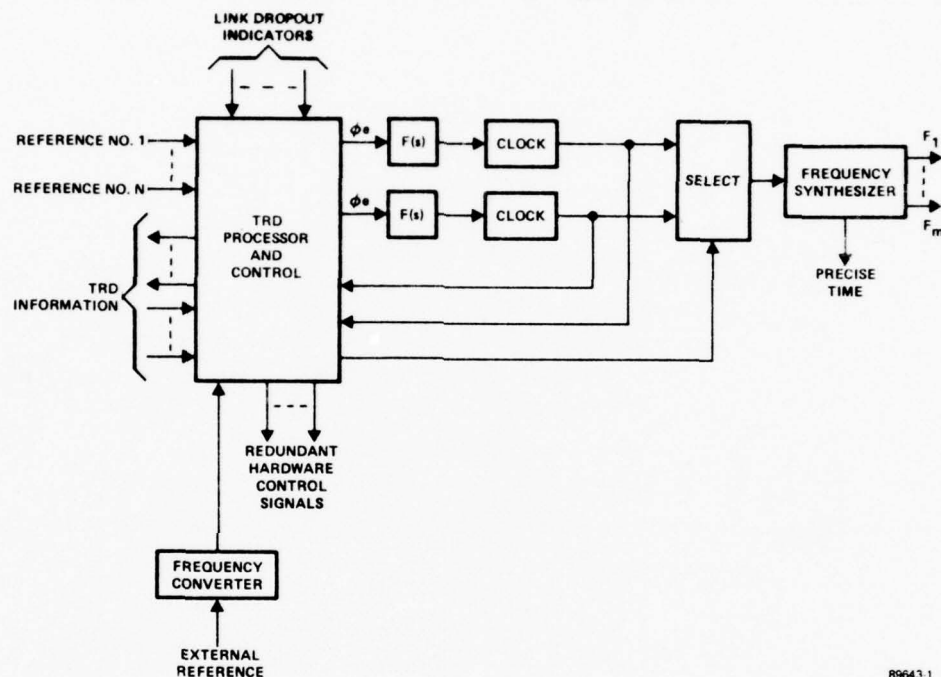 LINK DROPOUT
INDICATORS
REFERENCE NO. 1
REFERENCE NO. N
TRD
INFORMATION
TRD
PROCESSOR
AND
CONTROL
ϕe
F(s)
CLOCK
ϕe
F(s)
CLOCK
SELECT
FREQUENCY
SYNTHESIZER
F1
Fm
PRECISE
TIME
REDUNDANT
HARDWARE
CONTROL
SIGNALS
FREQUENCY
CONVERTER
EXTERNAL
REFERENCE
89643-1